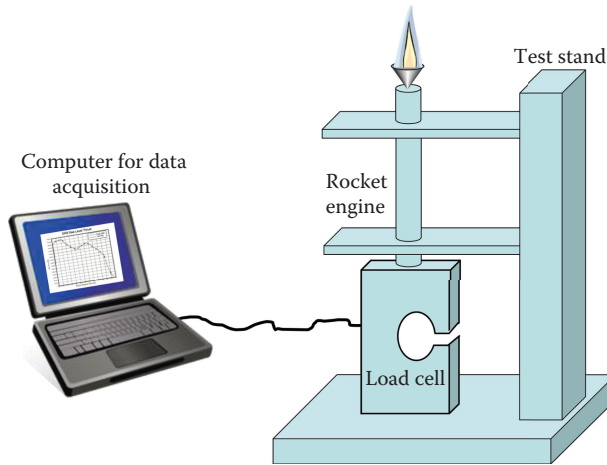 Test stand
Computer for data
acquisition
Rocket
engine
Load cell